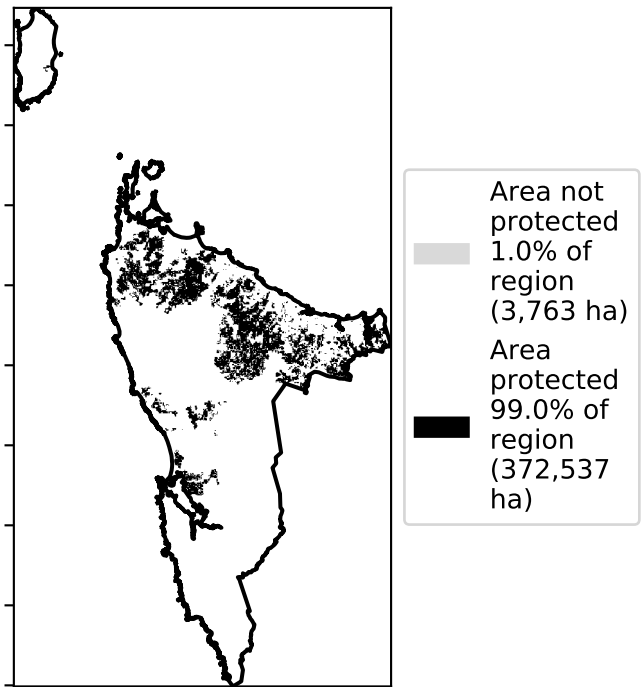 Area not
protected
1.0% of
region
(3,763 ha)
Area
protected
99.0% of
region
(372,537
ha)